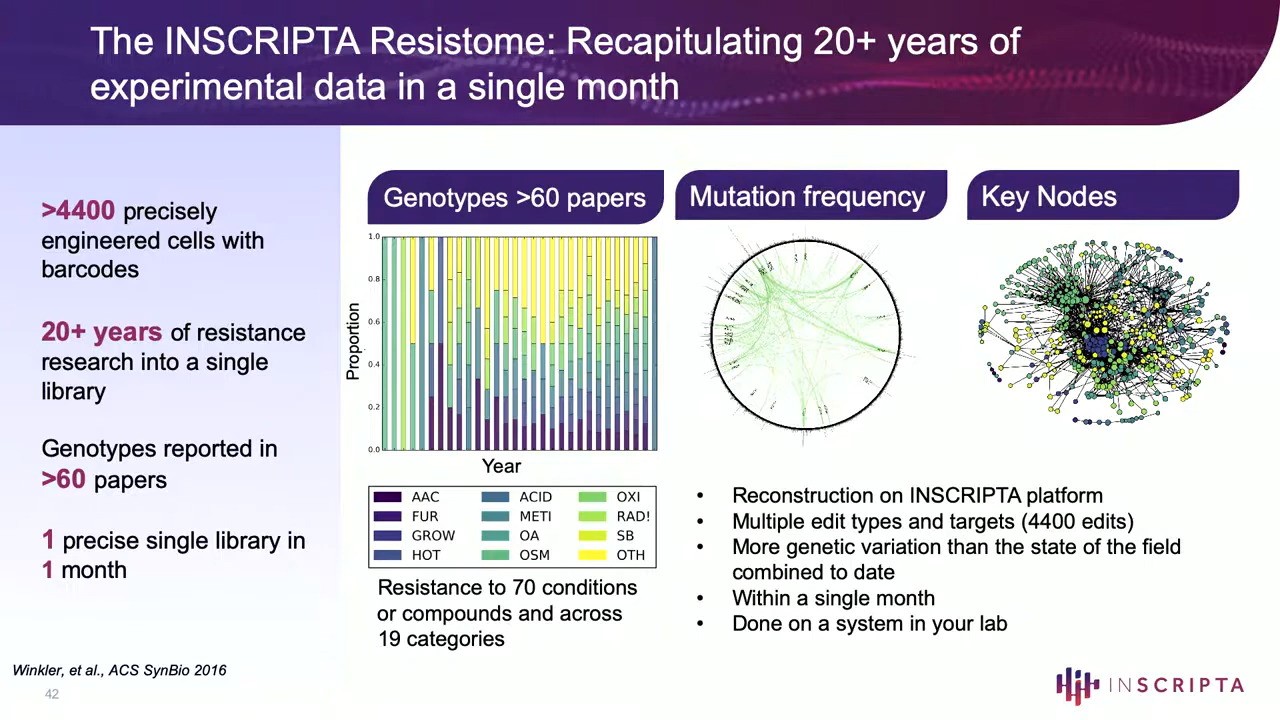 The INSCRIPTA Resistome: Recapitulating 20+ years of
experimental data in a single month
>4400 precisely
engineered cells with
barcodes
20+ years of resistance
research into a single
library
Genotypes reported in
>60 papers
1 precise single library in
1 month
Genotypes >60 papers
Proportion
1.0
0.8
0.6
0.4
0.2
0.0
Year
AAC
FUR
GROW
HOT
ACID
METI
OA
OSM
OXI
RAD!
SB
OTH
Resistance to 70 conditions
or compounds and across
19 categories
Mutation frequency
Key Nodes
• Reconstruction on INSCRIPTA platform
• Multiple edit types and targets (4400 edits)
• More genetic variation than the state of the field
combined to date
• Within a single month
• Done on a system in your lab
Winkler, et al., ACS SynBio 2016
42
INSCRIPTA